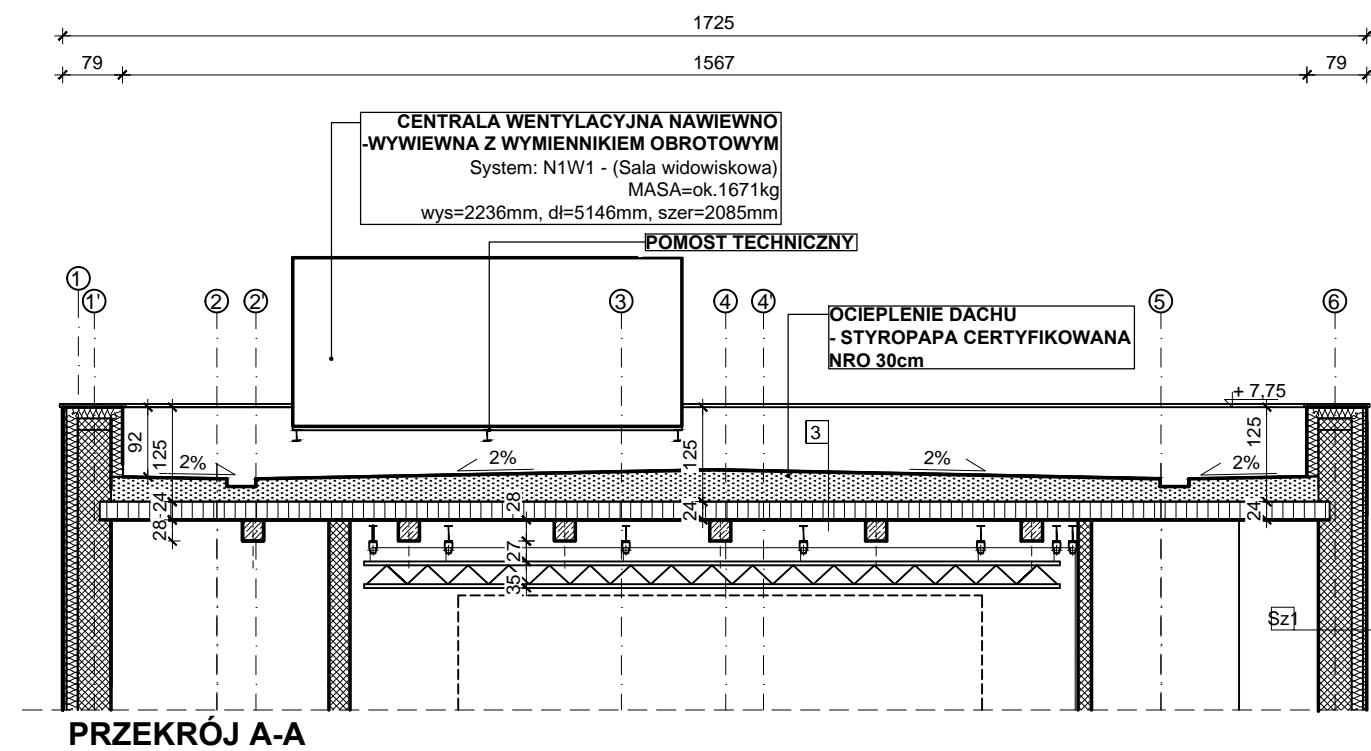 1725
79
1567
79
CENTRALA WENTYLACYJNA NAWIEWNO
-WYWIEWNA Z WYMIENNIKIEM OBROTOWYM
System: N1W1 - (Sala widowiskowa)
MASA=ok.1671kg
wys=2236mm, dł=5146mm, szer=2085mm
POMOST TECHNICZNY
1
1'
2
2'
3
4
4'
5
6
OCIEPLENIE DACHU
- STYROPAPA CERTYFIKOWANA
NRO 30cm
+ 7,75
92
125
2%
2%
125
3
2%
2%
125
24
28
28
24
24
27
35
Sz1
PRZEKRÓJ A-A